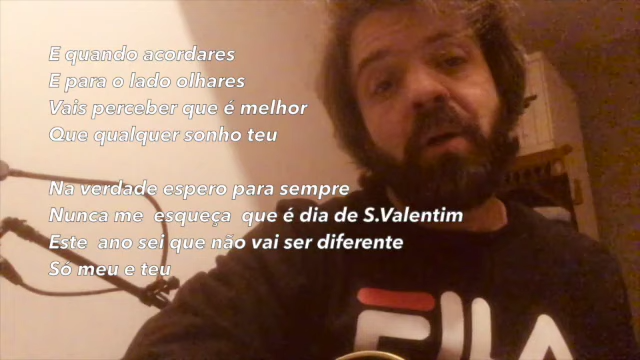 E quando acordares
E para o lado olhares
Vais perceber que é melhor
Que qualquer sonho teu
Na verdade espero para sempre
Nunca me esqueça que é dia de S.Valentim
Este ano sei que não vai ser diferente
Só meu e teu
FILA